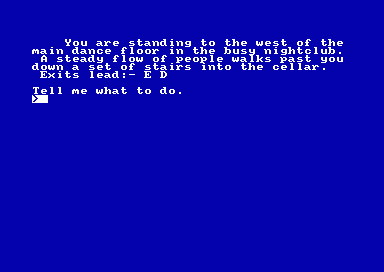 You are standing to the west of the
main dance floor in the busy nightclub.
A steady flow of people walks past you
down a set of stairs into the cellar.
Exits lead:- E D
Tell me what to do.
>